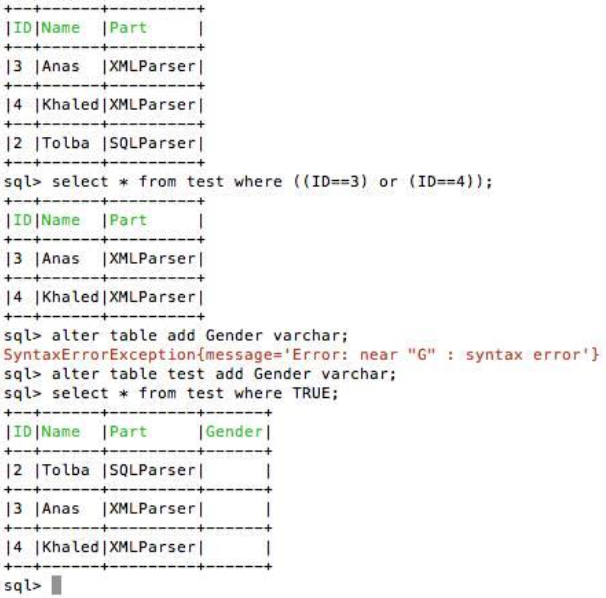 +--+------+---------+
|ID|Name  |Part     |
+--+------+---------+
|3 |Anas  |XMLParser|
+--+------+---------+
|4 |Khaled|XMLParser|
+--+------+---------+
|2 |Tolba |SQLParser|
+--+------+---------+
sql> select * from test where ((ID==3) or (ID==4));
+--+------+---------+
|ID|Name  |Part     |
+--+------+---------+
|3 |Anas  |XMLParser|
+--+------+---------+
|4 |Khaled|XMLParser|
+--+------+---------+
sql> alter table add Gender varchar;
SyntaxErrorException{message='Error: near "G" : syntax error'}
sql> alter table test add Gender varchar;
sql> select * from test where TRUE;
+--+------+---------+------+
|ID|Name  |Part     |Gender|
+--+------+---------+------+
|2 |Tolba |SQLParser|      |
+--+------+---------+------+
|3 |Anas  |XMLParser|      |
+--+------+---------+------+
|4 |Khaled|XMLParser|      |
+--+------+---------+------+
sql>